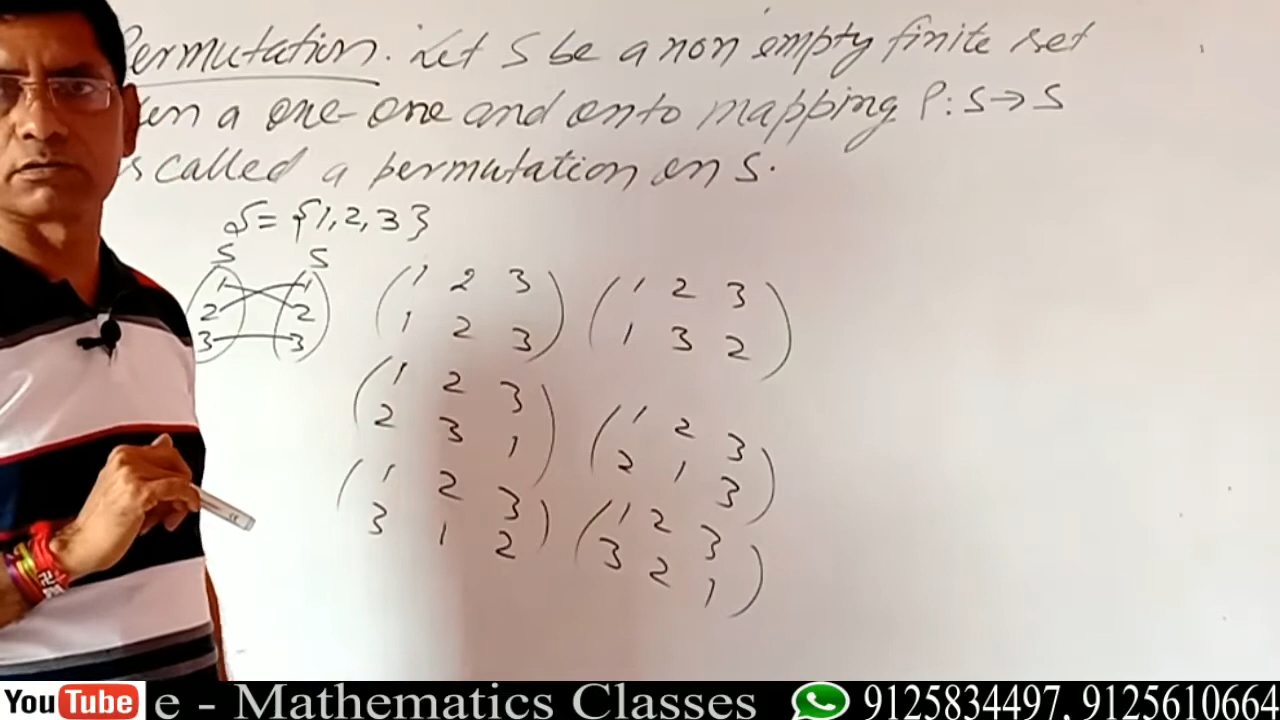 Permutation. Let S be a non empty finite set
a one-one and onto mapping P: S→S
called a permutation on S.
S = {1, 2, 3}
S S
1 1
2 2
3 3
(1 2 3) (1 2 3)
(1 2 3) (1 3 2)
(1 2 3) (1 2 3)
(2 3 1) (2 1 3)
(1 2 3) (1 2 3)
(3 1 2) (3 2 1)
YouTube e - Mathematics Classes 9125834497, 9125610664